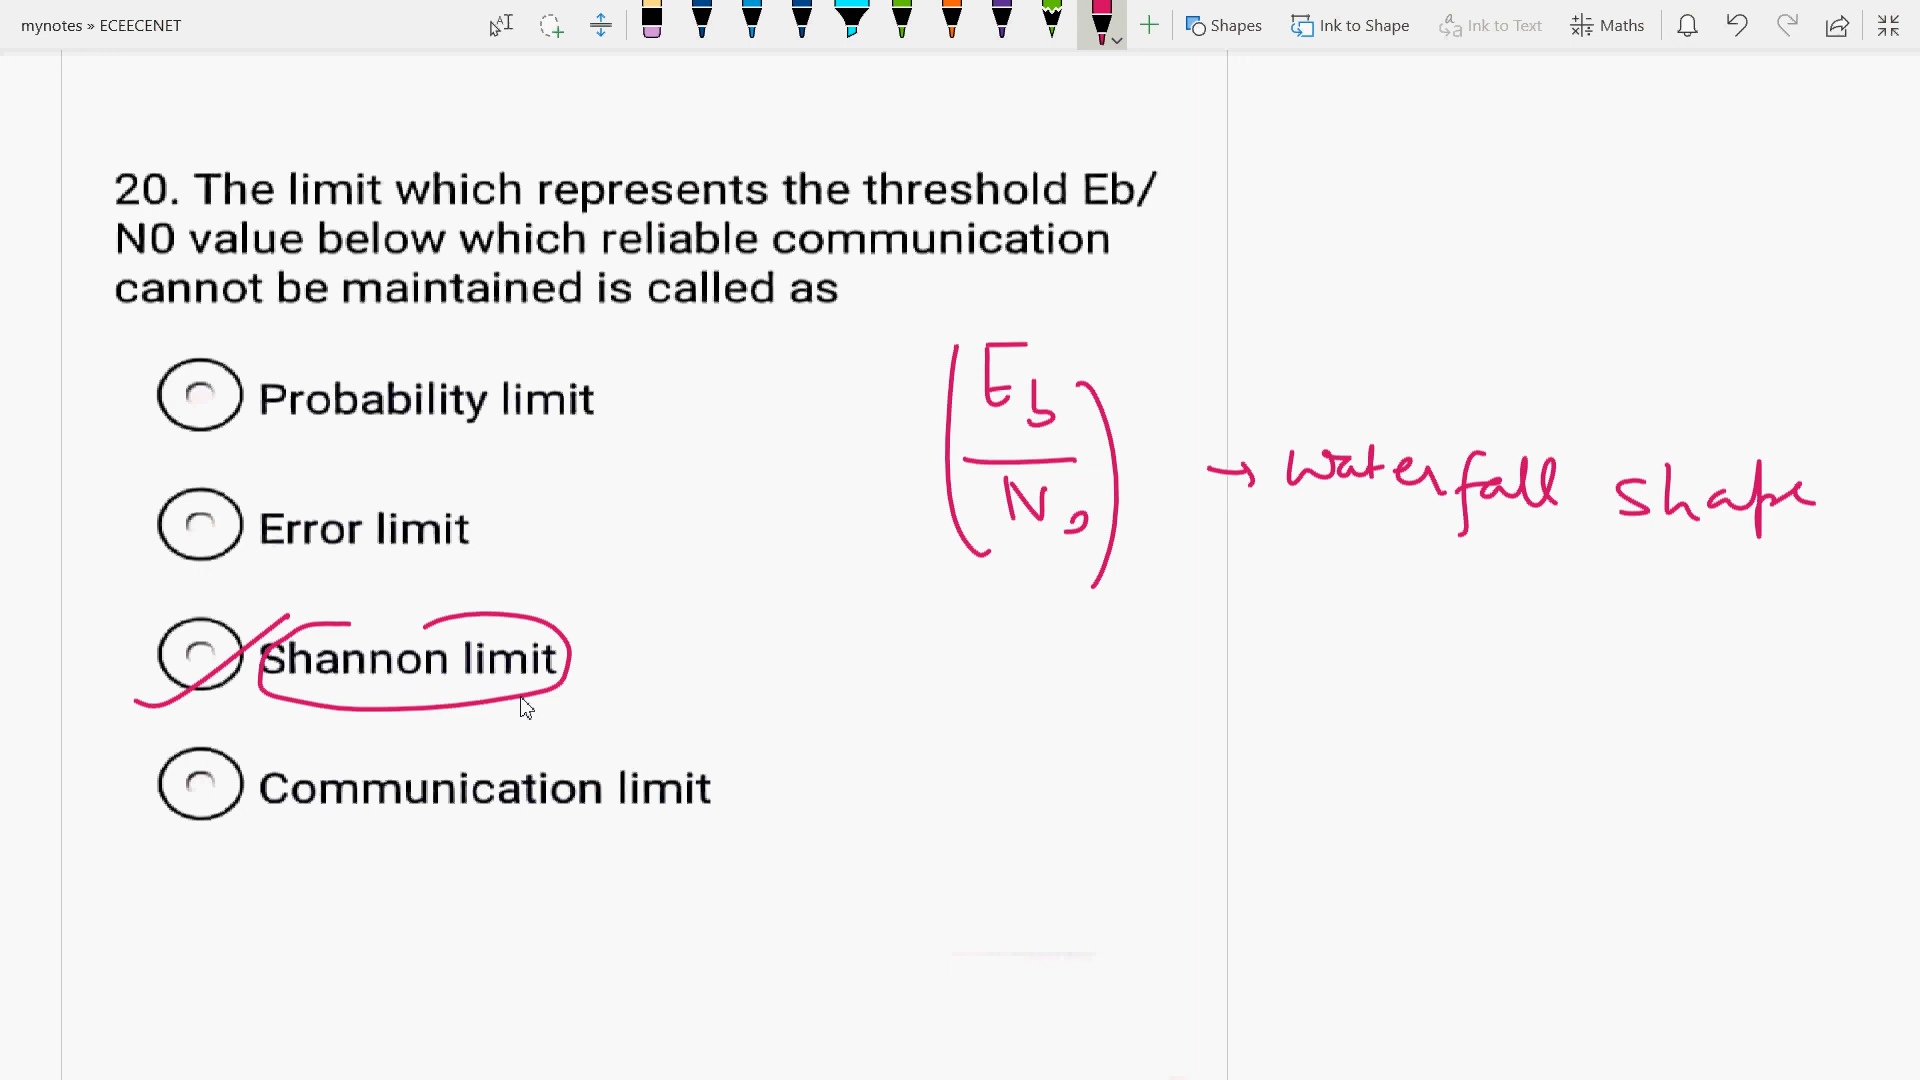 mynotes » ECEECENET
Shapes
Ink to Shape
Ink to Text
Maths
20. The limit which represents the threshold Eb/
N0 value below which reliable communication
cannot be maintained is called as
Probability limit
Error limit
Shannon limit
Communication limit
(Eb/N0) → waterfall shape